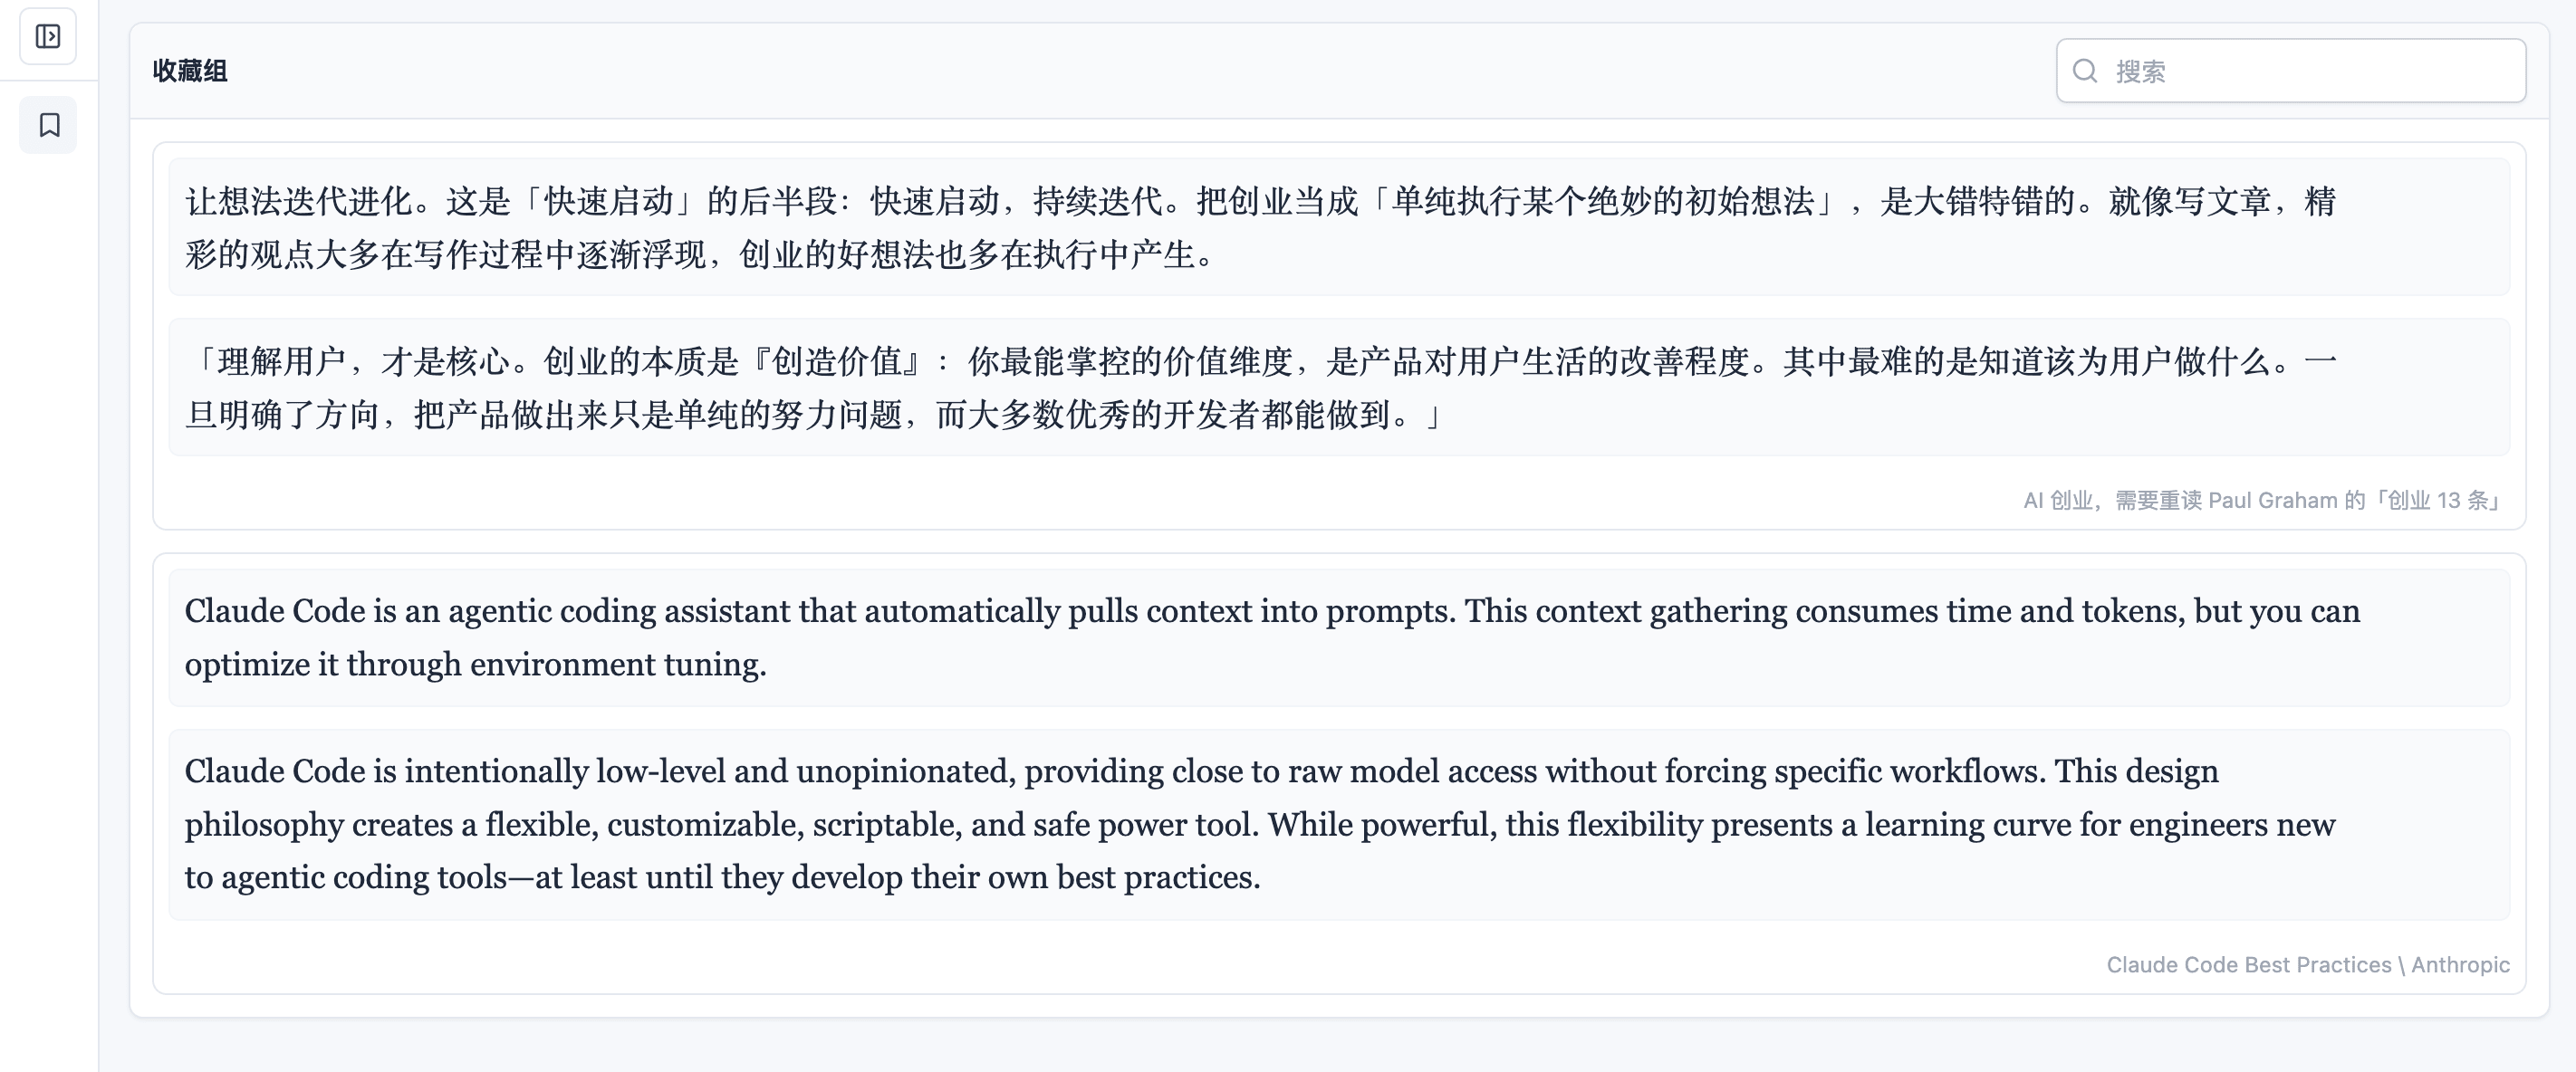 收藏组
搜索
让想法迭代进化。这是「快速启动」的后半段：快速启动，持续迭代。把创业当成「单纯执行某个绝妙的初始想法」，是大错特错的。就像写文章，精
彩的观点大多在写作过程中逐渐浮现，创业的好想法也多在执行中产生。
「理解用户，才是核心。创业的本质是『创造价值』：你最能掌控的价值维度，是产品对用户生活的改善程度。其中最难的是知道该为用户做什么。一
旦明确了方向，把产品做出来只是单纯的努力问题，而大多数优秀的开发者都能做到。」
AI 创业，需要重读 Paul Graham 的「创业 13 条」
Claude Code is an agentic coding assistant that automatically pulls context into prompts. This context gathering consumes time and tokens, but you can
optimize it through environment tuning.
Claude Code is intentionally low-level and unopinionated, providing close to raw model access without forcing specific workflows. This design
philosophy creates a flexible, customizable, scriptable, and safe power tool. While powerful, this flexibility presents a learning curve for engineers new
to agentic coding tools—at least until they develop their own best practices.
Claude Code Best Practices \ Anthropic